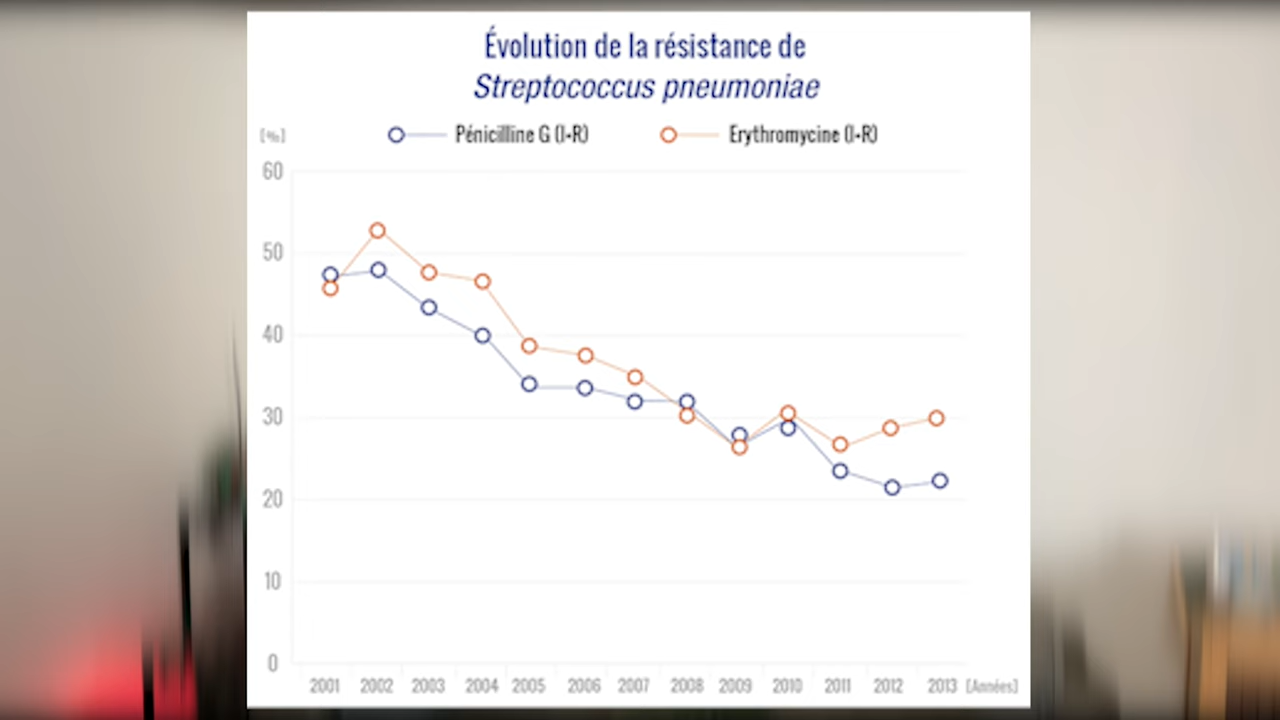 Évolution de la résistance de
Streptococcus pneumoniae
[%]
Pénicilline G (I+R)
Erythromycine (I+R)
60
50
40
30
20
10
0
2001 2002 2003 2004 2005 2006 2007 2008 2009 2010 2011 2012 2013 [Années]